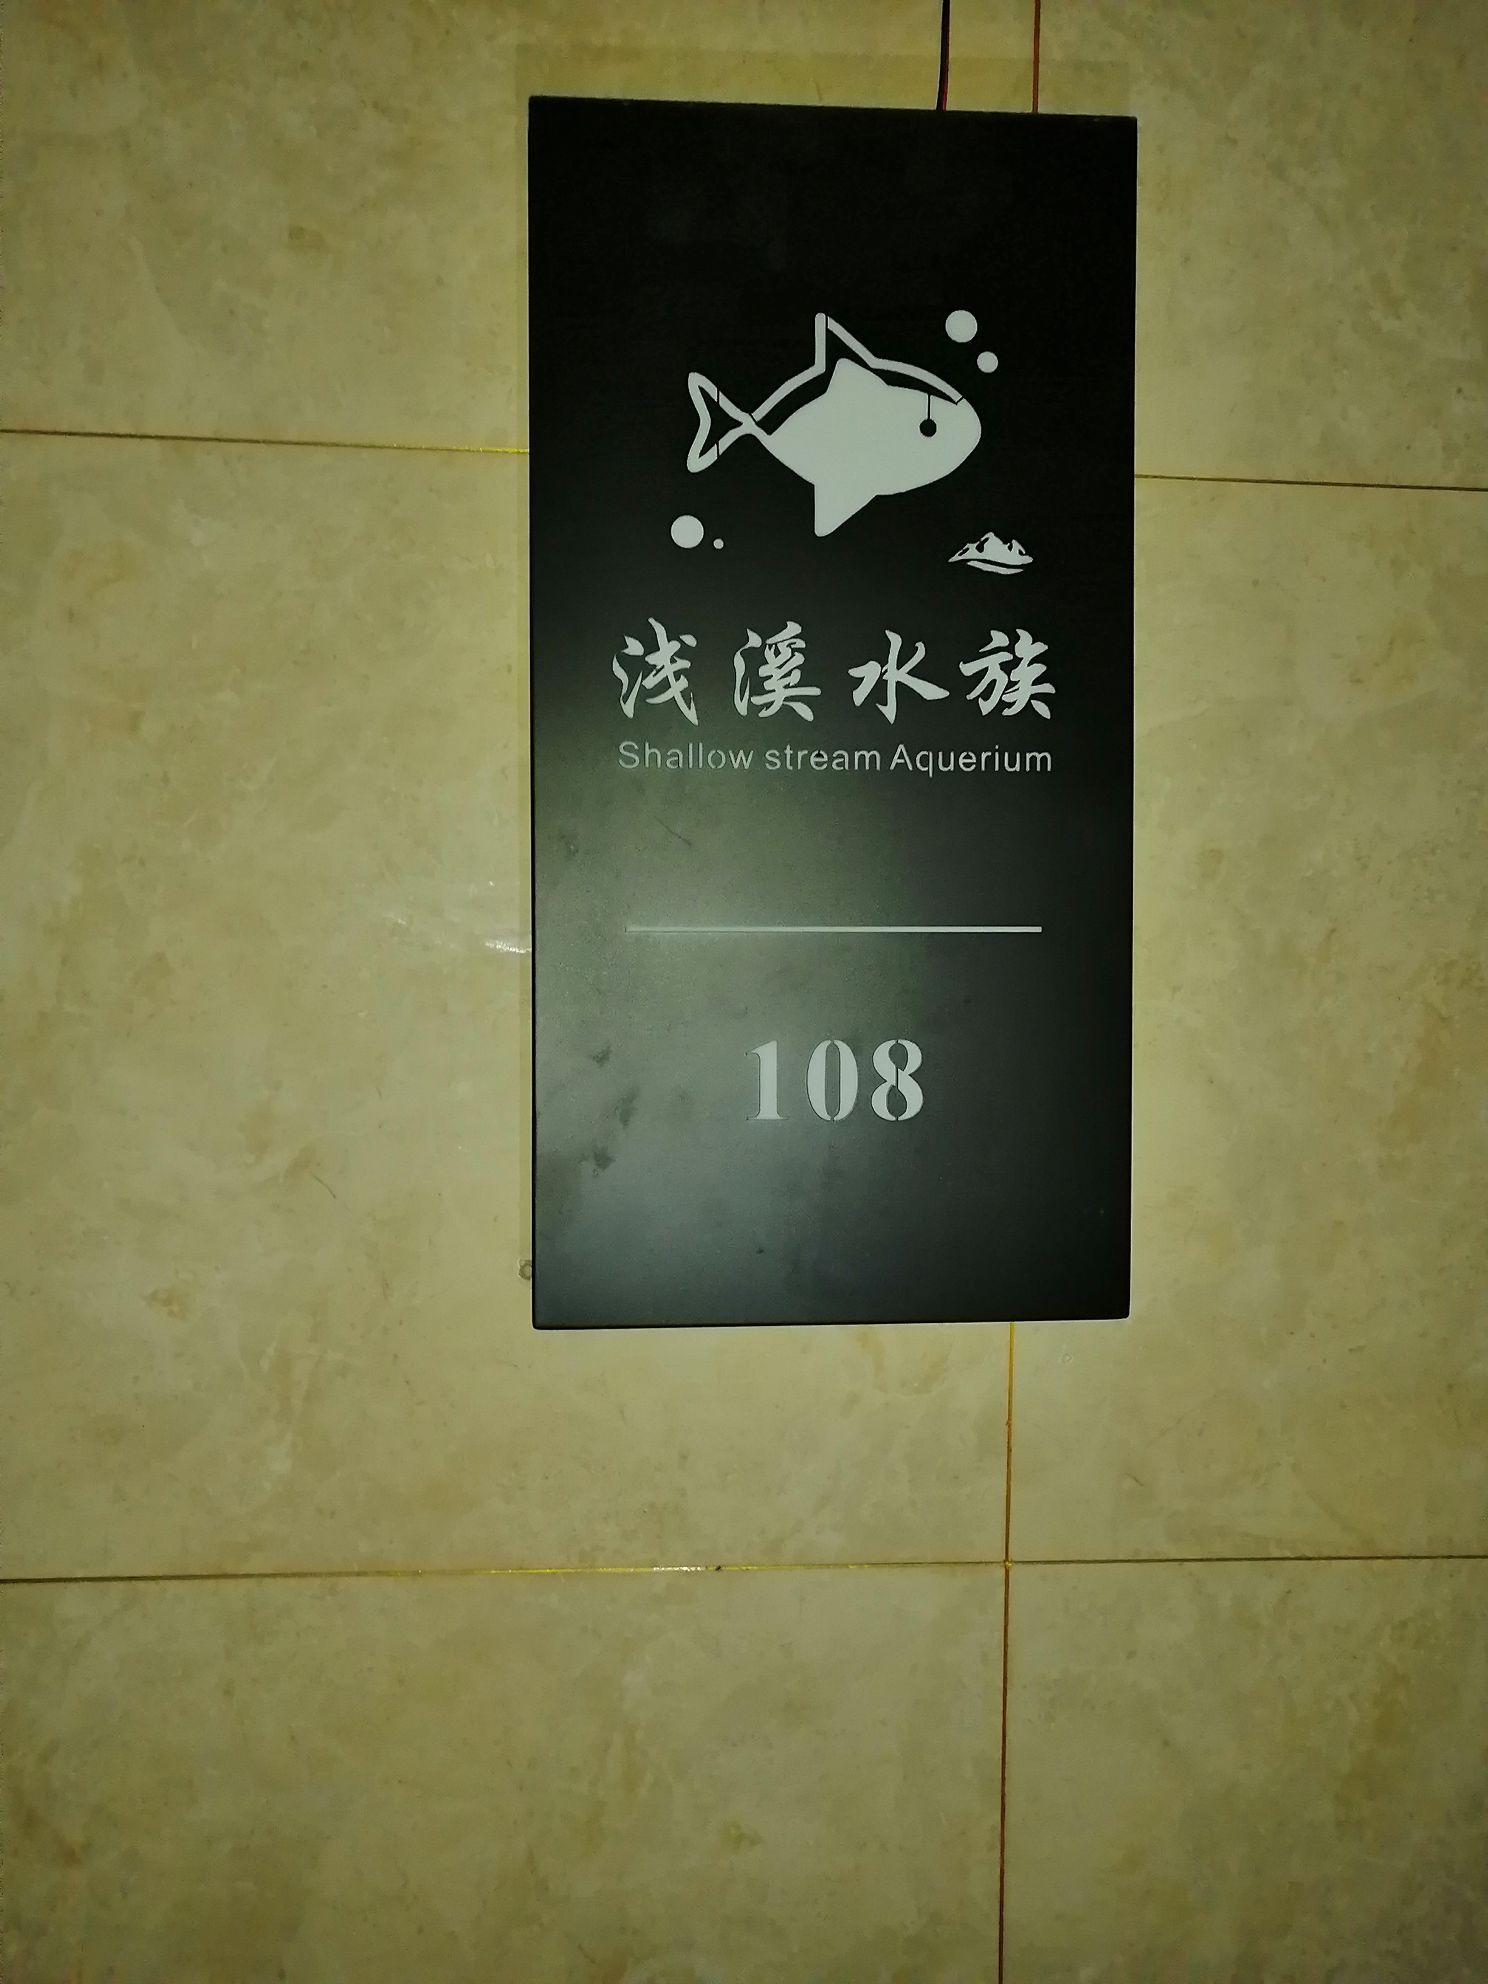 浅溪水族
Shallow stream Aquerium
108